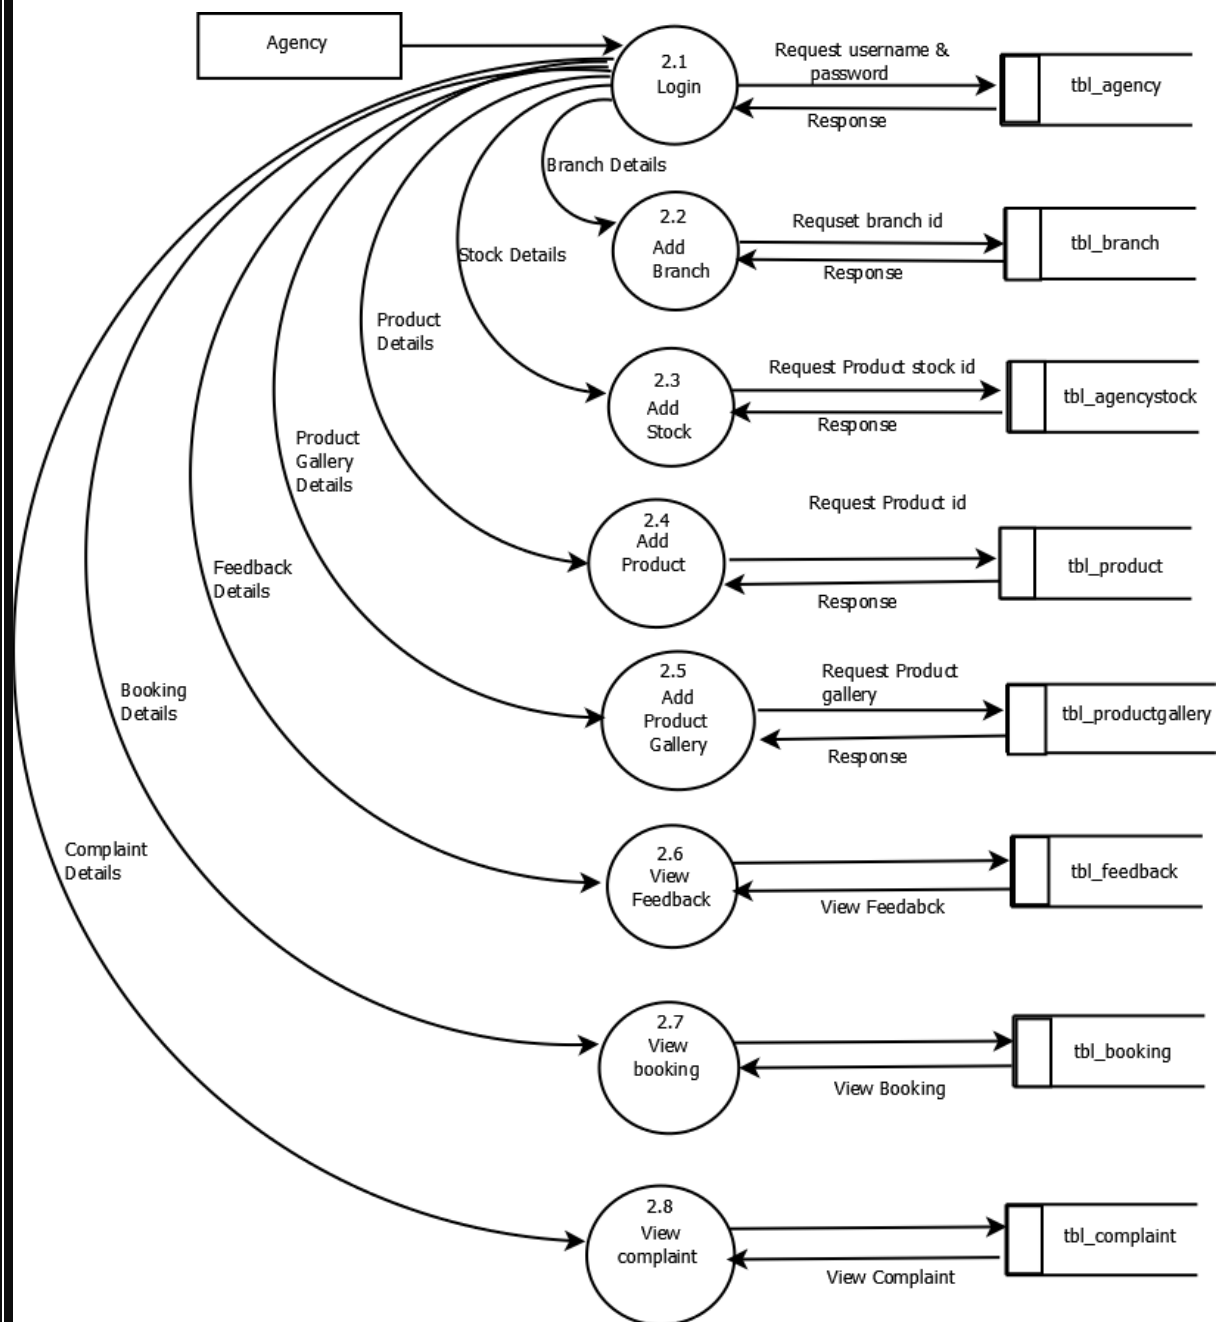 Agency
2.1
Login
Request username &
password
Response
tbl_agency
Branch Details
2.2
Add
Branch
Requset branch id
Response
tbl_branch
Stock Details
2.3
Add
Stock
Request Product stock id
Response
tbl_agencystock
Product
Details
2.4
Add
Product
Request Product id
Response
tbl_product
Product
Gallery
Details
2.5
Add
Product
Gallery
Request Product
gallery
Response
tbl_productgallery
Feedback
Details
2.6
View
Feedback
View Feedabck
tbl_feedback
Booking
Details
2.7
View
booking
View Booking
tbl_booking
Complaint
Details
2.8
View
complaint
View Complaint
tbl_complaint